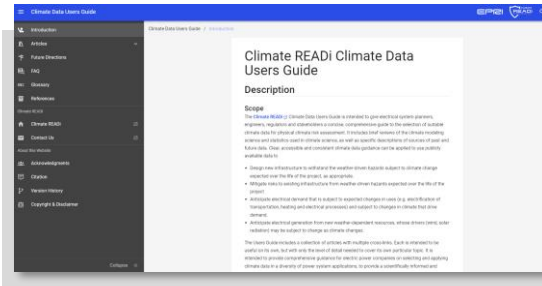 Climate Data Users Guide
EPRI
READi
Introduction
Articles
Future Directions
FAQ
Glossary
References
Climate READi
Climate READi
Contact Us
About this Website
Acknowledgments
Citation
Version History
Copyright & Disclaimer
Collapse
Climate Data Users Guide
Introduction
Climate READi Climate Data
Users Guide
Description
Scope
The Climate READi Climate Data Users Guide is intended to give electrical system planners,
engineers, regulators and stakeholders a concise, comprehensive guide to the selection of suitable
climate data for physical climate risk assessment. It includes brief reviews of the climate modeling
science and statistics used in climate science, as well as specific descriptions of sources of past and
future data. Clear, accessible and consistent climate data guidance can be applied to use publicly
available data to:
• Design new infrastructure to withstand the weather-driven hazards subject to climate change
expected over the life of the project, as appropriate.
• Mitigate risks to existing infrastructure from weather-driven hazards expected over the life of the
project
• Anticipate electrical demand that is subject to expected changes in uses (e.g. electrification of
transportation, heating and electrical processes) and subject to changes in climate that drive
demand.
• Anticipate electrical generation from new weather-dependent resources, whose drivers (wind, solar
radiation) may be subject to change as climate changes.
The Users Guide includes a collection of articles with multiple cross-links. Each is intended to be
useful on its own, but with only the level of detail needed to cover its own particular topic. It is
intended to provide comprehensive guidance for electric power companies on selecting and applying
climate data in a diversity of power system applications, to provide a scientifically informed and